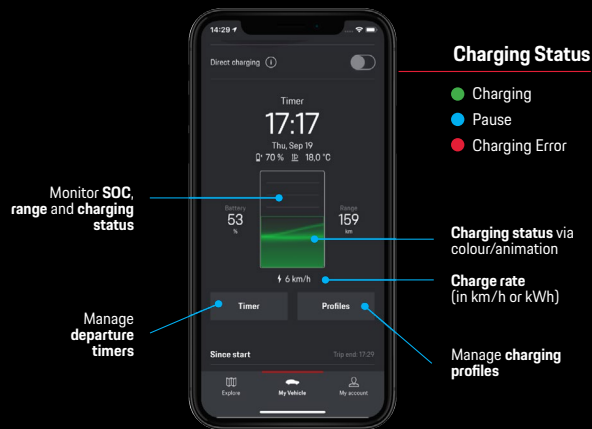 14:29
Direct charging
Timer
17:17
Thu, Sep 19
70 % 18,0 °C
Battery
53
%
Range
159
km
6 km/h
Timer
Profiles
Since start
Trip end: 17:29
Explore
My Vehicle
My account
Monitor SOC,
range and charging
status
Manage
departure
timers
Charging Status
Charging
Pause
Charging Error
Charging status via
colour/animation
Charge rate
(in km/h or kWh)
Manage charging
profiles